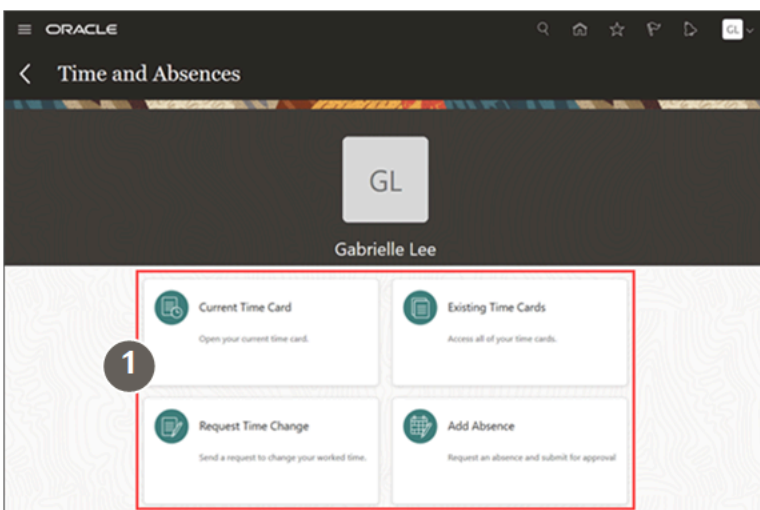 ORACLE
GL
Time and Absences
GL
Gabrielle Lee
Current Time Card
Open your current time card.
Existing Time Cards
Access all of your time cards.
1
Request Time Change
Send a request to change your worked time.
Add Absence
Request an absence and submit for approval